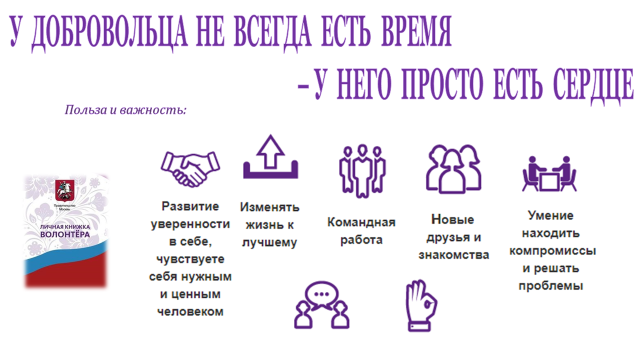 У ДОБРОВОЛЬЦА НЕ ВСЕГДА ЕСТЬ ВРЕМЯ
– У НЕГО ПРОСТО ЕСТЬ СЕРДЦЕ
Польза и важность:
Правительство
Москвы
ЛИЧНАЯ КНИЖКА
ВОЛОНТЁРА
Развитие
уверенности
в себе,
чувствуете
себя нужным
и ценным
человеком
Изменять
жизнь к
лучшему
Командная
работа
Новые
друзья и
знакомства
Умение
находить
компромиссы
и решать
проблемы